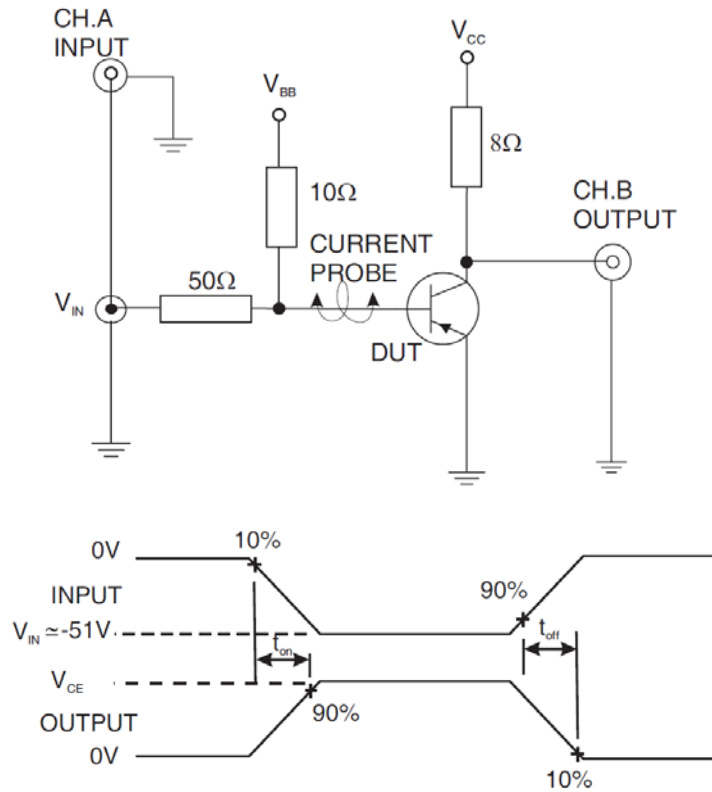 CH.A
INPUT
V_BB
V_CC
8Ω
10Ω
CH.B
OUTPUT
CURRENT
PROBE
50Ω
V_IN
DUT
0V
10%
90%
INPUT
V_IN ≃-51V
t_on
t_off
V_CE
90%
OUTPUT
0V
10%